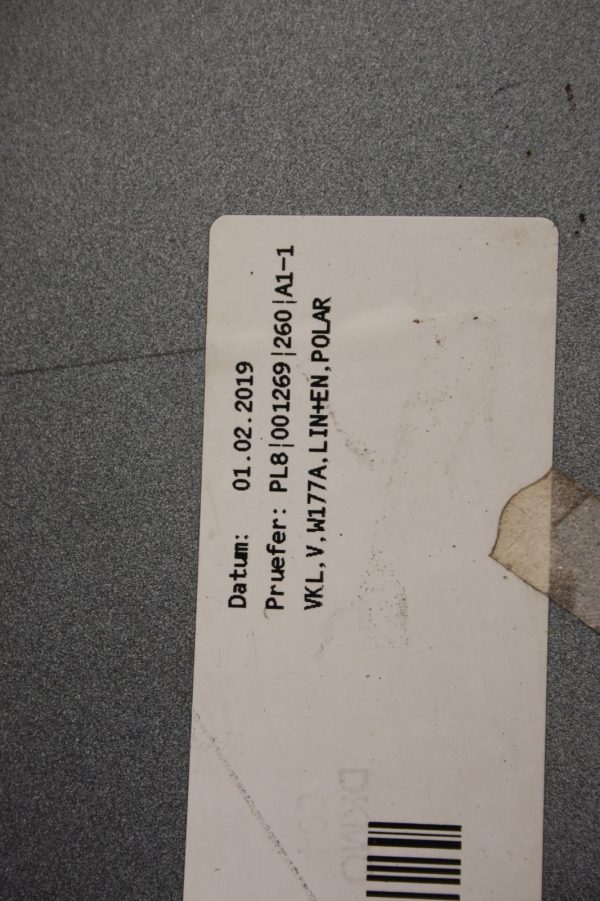 Datum: 01.02.2019
Pruefer: PL8|001269|260|A1-1
VKL,V,W177A,LIN+EN,POLAR